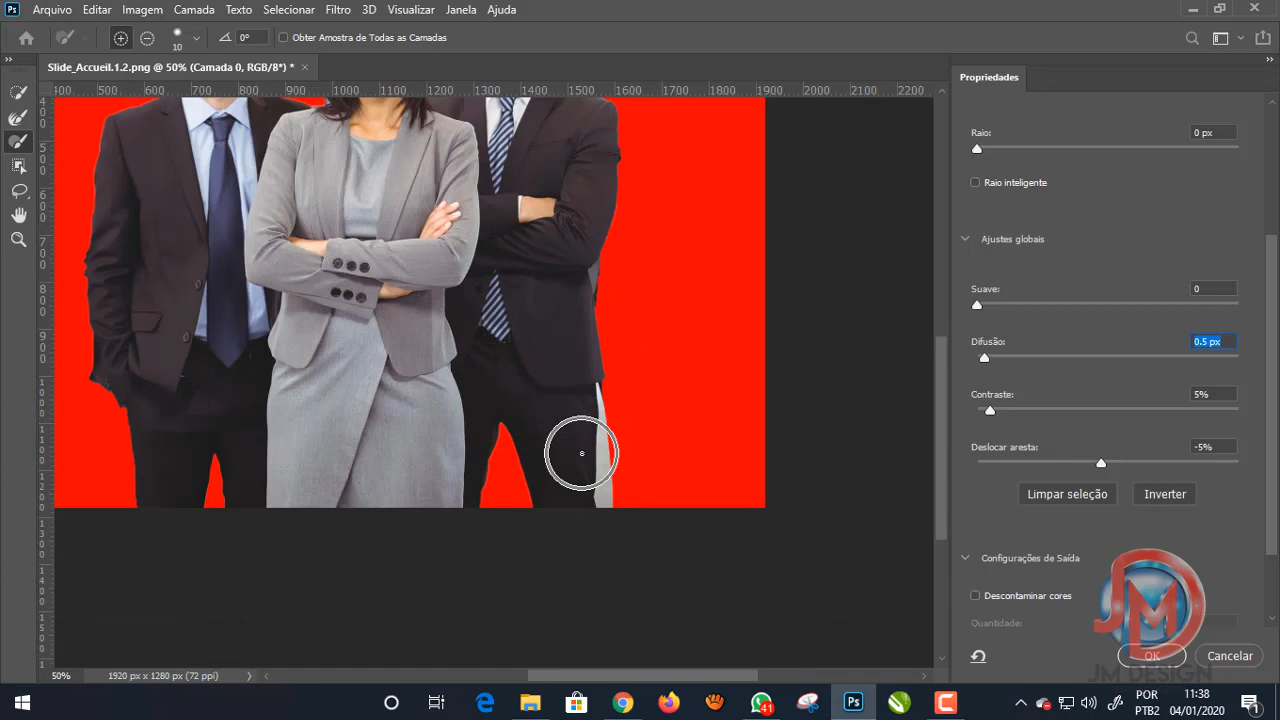 Ps Arquivo Editar Imagem Camada Texto Selecionar Filtro 3D Visualizar Janela Ajuda
10 0° Obter Amostra de Todas as Camadas
Slide_Accueil.1.2.png @ 50% (Camada 0, RGB/8*) * ×
400 500 600 700 800 900 1000 1100 1200 1300 1400 1500 1600 1700 1800 1900 2000 2100 2200
Propriedades
Raio: 0 px
Raio inteligente
Ajustes globais
Suave: 0
Difusão: 0.5 px
Contraste: 5%
Deslocar aresta: -5%
Limpar seleção Inverter
Configurações de Saída
Descontaminar cores
Quantidade:
OK Cancelar
JM DESIGN
50% 1920 px x 1280 px (72 ppi)
41 Ps POR 11:38
PTB2 04/01/2020 1